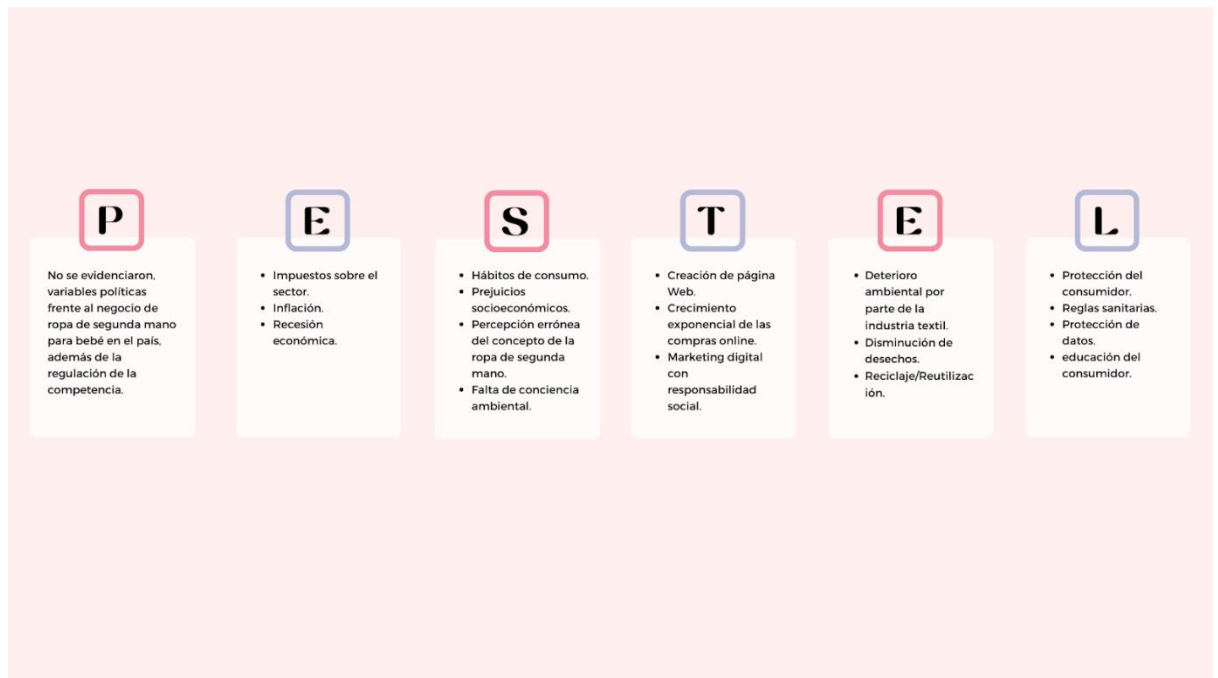 P
No se evidenciaron,
variables políticas
frente al negocio de
ropa de segunda mano
para bebé en el país,
además de la
regulación de la
competencia.
E
• Impuestos sobre el
sector.
• Inflación.
• Recesión
económica.
S
• Hábitos de consumo.
• Prejuicios
socioeconómicos.
• Percepción errónea
del concepto de la
ropa de segunda
mano.
• Falta de conciencia
ambiental.
T
• Creación de página
Web.
• Crecimiento
exponencial de las
compras online.
• Marketing digital
con
responsabilidad
social.
E
• Deterioro
ambiental por
parte de la
industria textil.
• Disminución de
desechos.
• Reciclaje/Reutilizac
ión.
L
• Protección del
consumidor.
• Reglas sanitarias.
• Protección de
datos.
• educación del
consumidor.